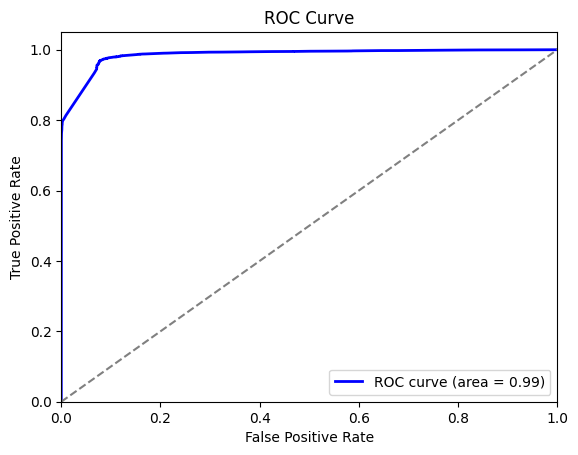 ROC Curve
True Positive Rate
1.0
0.8
0.6
0.4
0.2
0.0
0.0 0.2 0.4 0.6 0.8 1.0
False Positive Rate
ROC curve (area = 0.99)